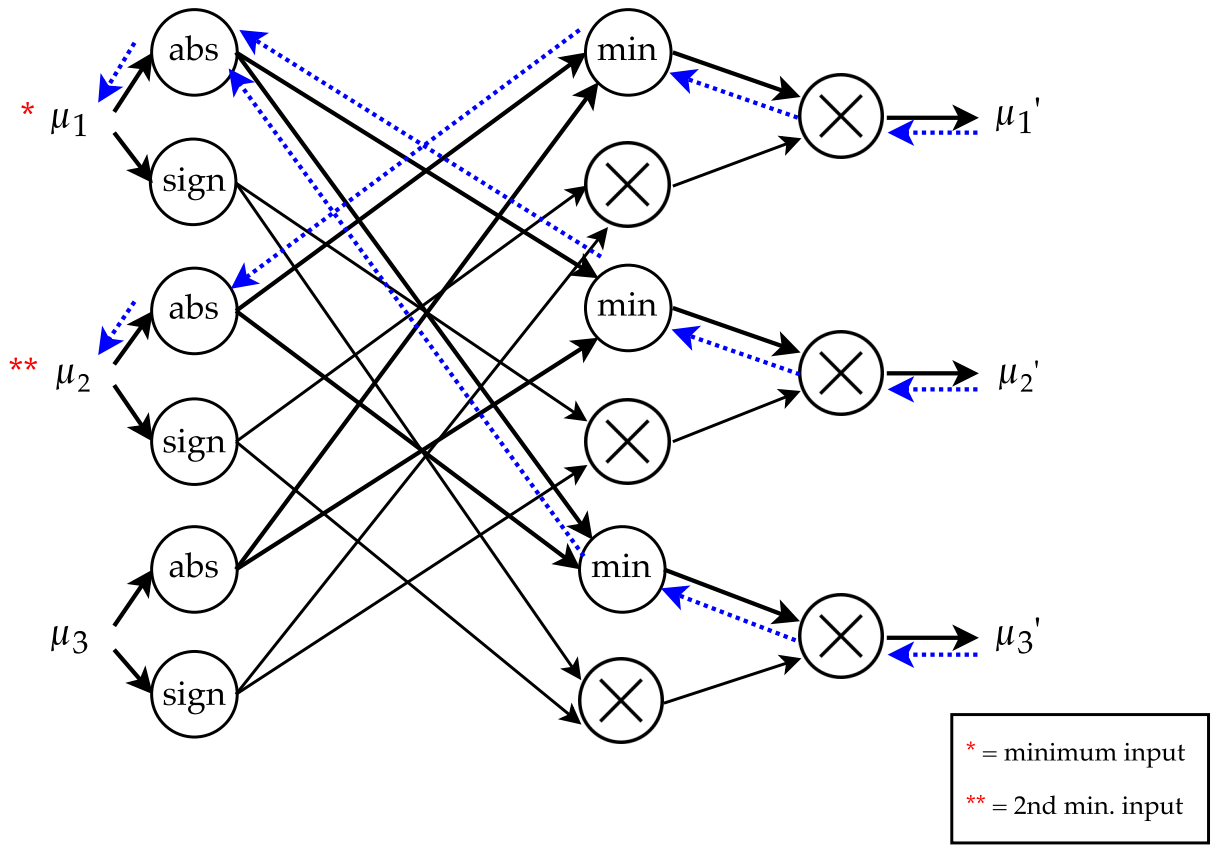 abs
min
* μ1
μ1'
sign
abs
min
** μ2
μ2'
sign
abs
min
μ3
μ3'
sign
* = minimum input
** = 2nd min. input